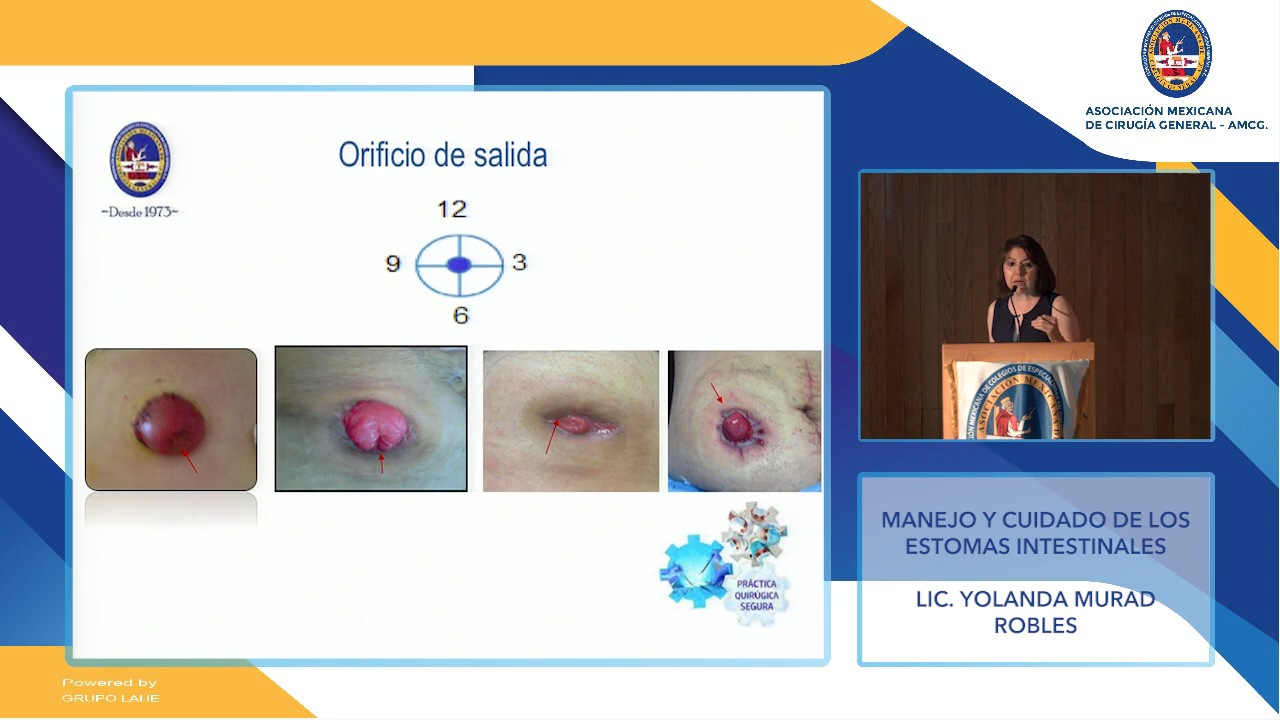 ASOCIACIÓN MEXICANA
DE CIRUGÍA GENERAL - AMCG.
~Desde 1973~
Orificio de salida
12
9
3
6
PRÁCTICA
QUIRÚGICA
SEGURA
MANEJO Y CUIDADO DE LOS
ESTOMAS INTESTINALES
LIC. YOLANDA MURAD
ROBLES
Powered by
GRUPO LAHE